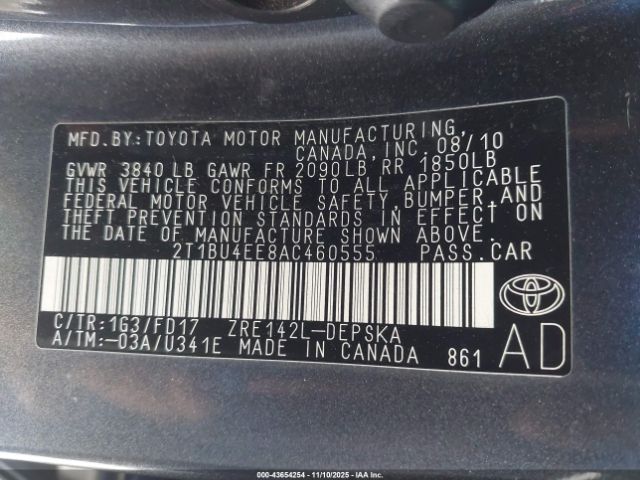 MFD. BY: TOYOTA MOTOR MANUFACTURING,
CANADA, INC. 08/10
GVWR 3840 LB GAWR FR 2090LB RR 1850LB
THIS VEHICLE CONFORMS TO ALL APPLICABLE
FEDERAL MOTOR VEHICLE SAFETY, BUMPER, AND
THEFT PREVENTION STANDARDS IN EFFECT ON
THE DATE OF MANUFACTURE SHOWN ABOVE.
2T1BU4EE8AC460555 PASS. CAR
C/TR: 1G3/FD17 ZRE142L-DEPSKA
A/TM: -03A/U341E MADE IN CANADA 861
AD
000-43654254 | 11/10/2025 | IAAI.CA